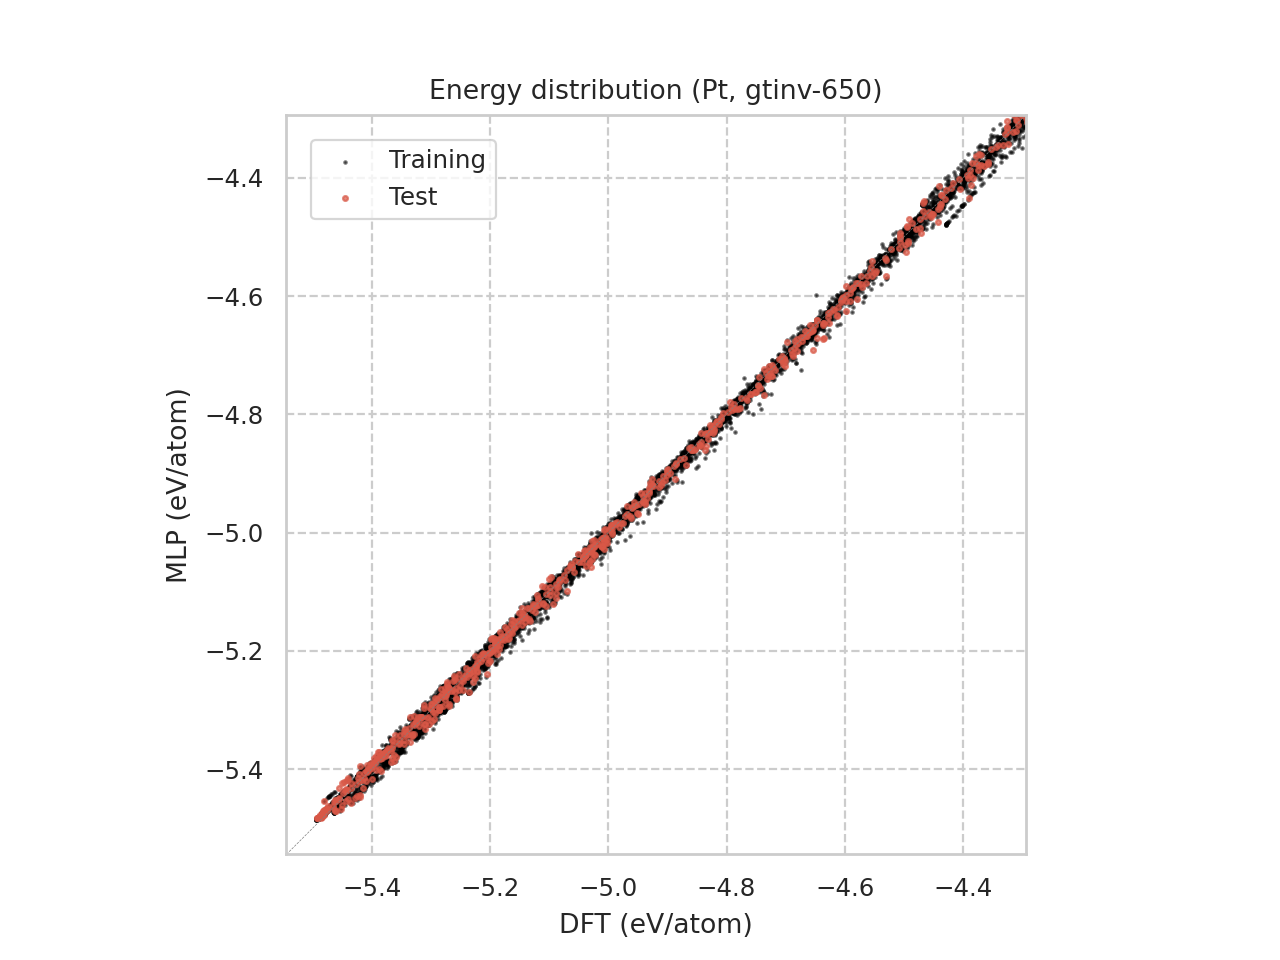 Energy distribution (Pt, gtinv-650)
Training
Test
MLP (eV/atom)
−4.4
−4.6
−4.8
−5.0
−5.2
−5.4
−5.4 −5.2 −5.0 −4.8 −4.6 −4.4
DFT (eV/atom)